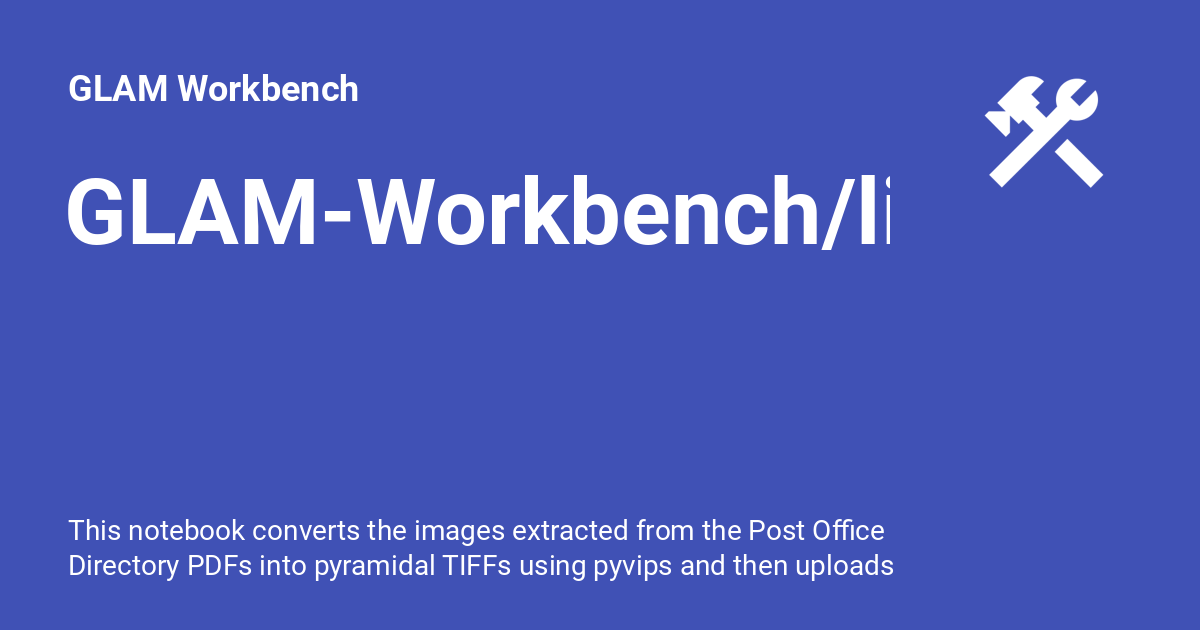 GLAM Workbench
GLAM-Workbench/li
This notebook converts the images extracted from the Post Office
Directory PDFs into pyramidal TIFFs using pyvips and then uploads